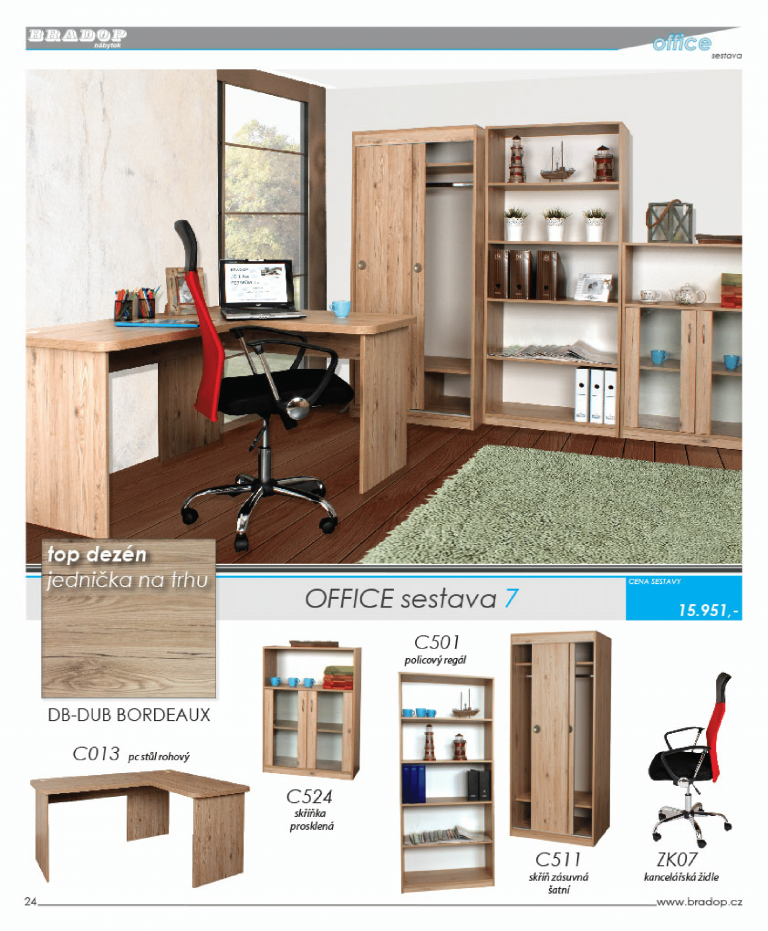 BRADOP
nábytek
office
sestava
top dezén
jednička na trhu
OFFICE sestava 7
CENA SESTAVY
15.951,-
DB-DUB BORDEAUX
C013 pc stůl rohový
C524
skříňka
prosklená
C501
policový regál
C511
skříň zásuvná
šatní
ZK07
kancelářská židle
24
www.bradop.cz